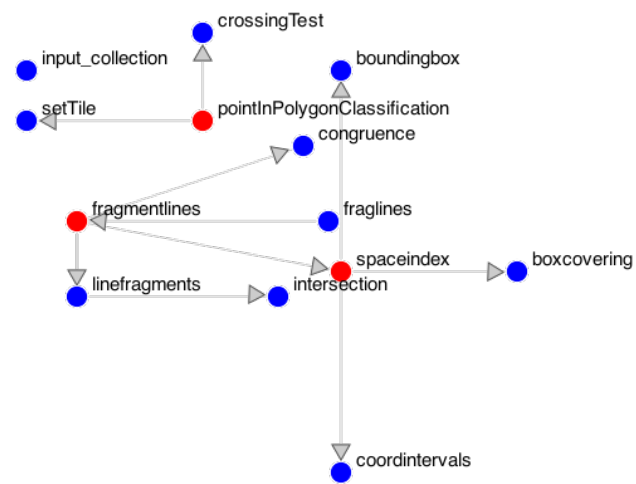 crossingTest
input_collection
boundingbox
setTile
pointInPolygonClassification
congruence
fragmentlines
fraglines
spaceindex
boxcovering
linefragments
intersection
coordintervals